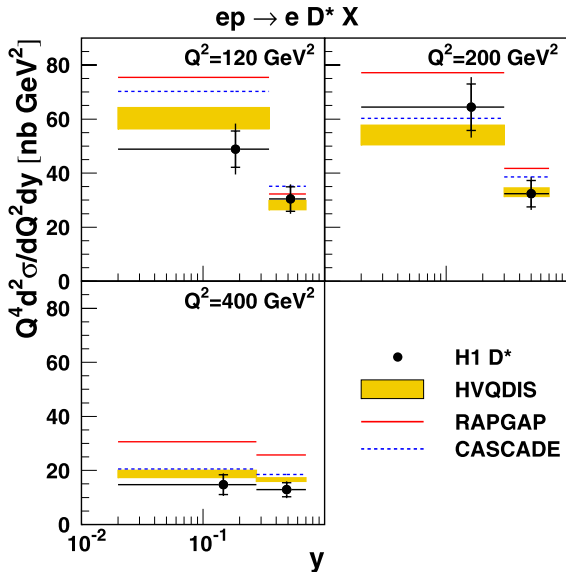 ep → e D* X
Q⁴d²σ/dQ²dy [nb GeV²]
Q²=120 GeV²
Q²=200 GeV²
80
60
40
20
0
Q²=400 GeV²
80
60
40
20
0
10⁻²
10⁻¹
y
H1 D*
HVQDIS
RAPGAP
CASCADE